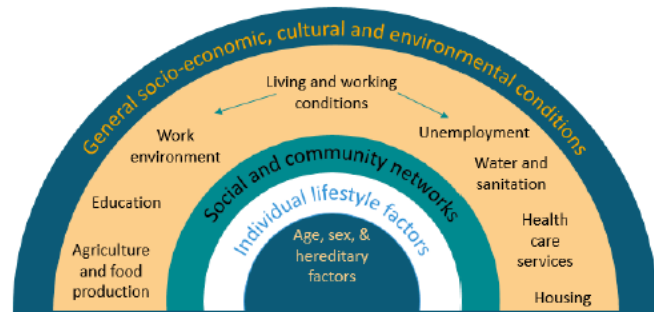 General socio-economic, cultural and environmental conditions
Living and working
conditions
Work
environment
Unemployment
Water and
sanitation
Education
Health
care
services
Agriculture
and food
production
Housing
Social and community networks
Individual lifestyle factors
Age, sex, &
hereditary
factors